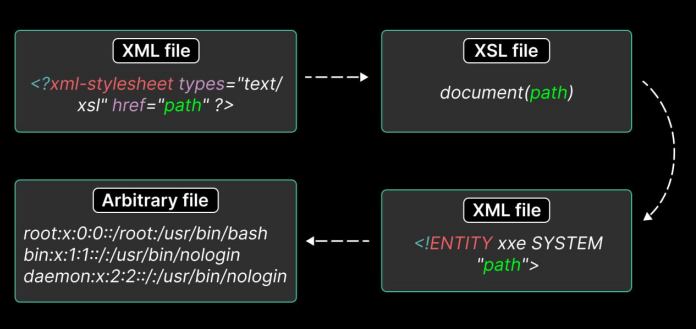 XML file
<?xml-stylesheet types="text/
xsl" href="path" ?>
XSL file
document(path)
XML file
<!ENTITY xxe SYSTEM
"path">
Arbitrary file
root:x:0:0::/root:/usr/bin/bash
bin:x:1:1::/:/usr/bin/nologin
daemon:x:2:2::/:/usr/bin/nologin